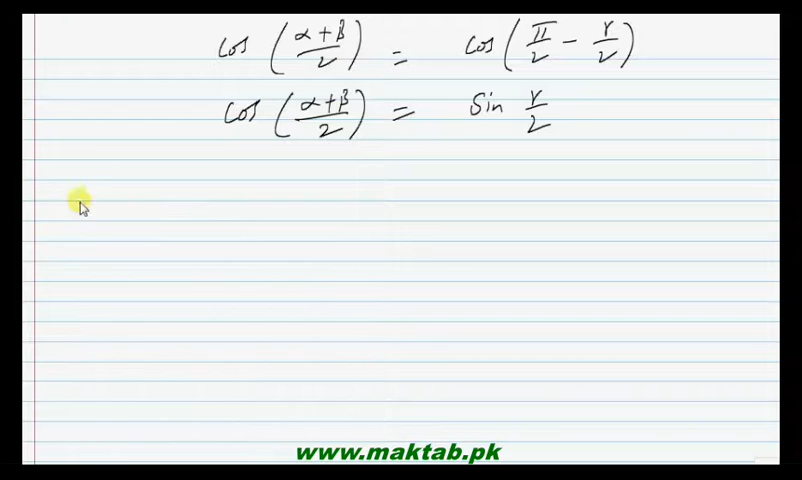 cos (α+β/2) = cos (π/2 − γ/2)
cos (α+β/2) = Sin γ/2
www.maktab.pk